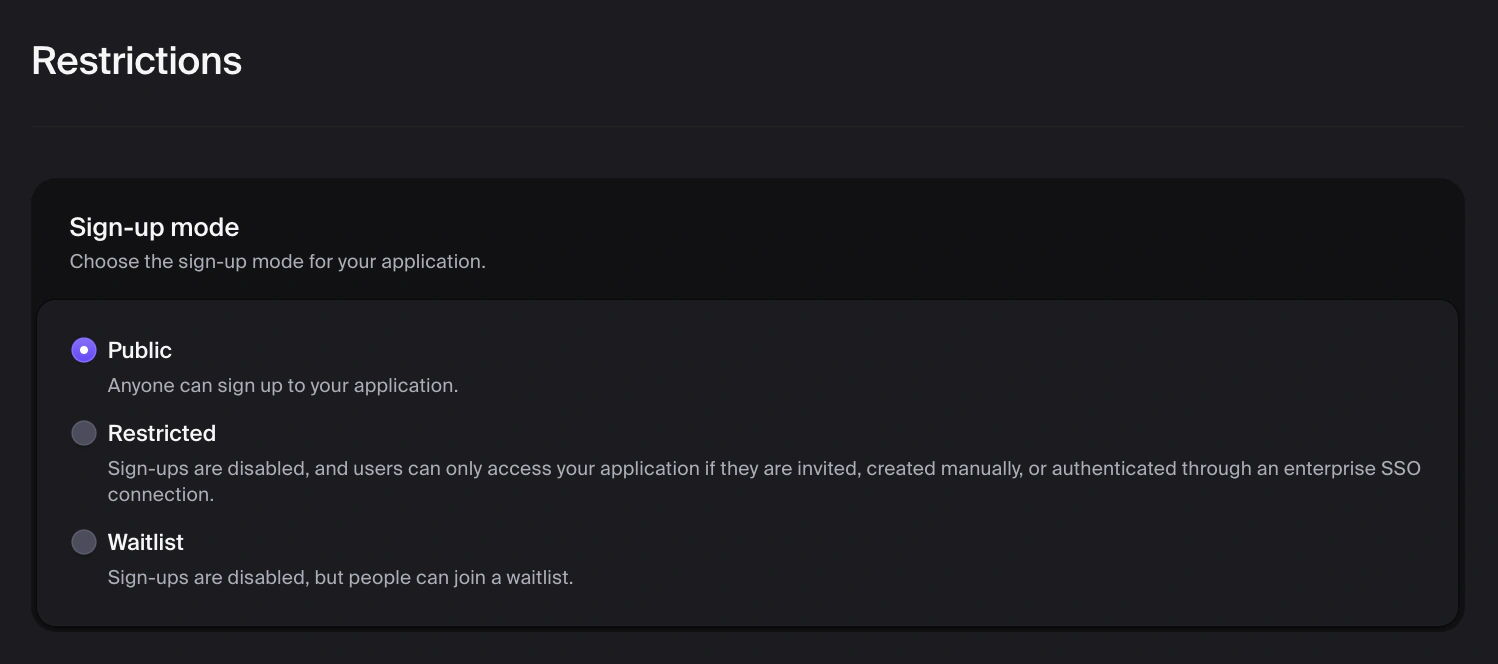 Restrictions
Sign-up mode
Choose the sign-up mode for your application.
Public
Anyone can sign up to your application.
Restricted
Sign-ups are disabled, and users can only access your application if they are invited, created manually, or authenticated through an enterprise SSO
connection.
Waitlist
Sign-ups are disabled, but people can join a waitlist.